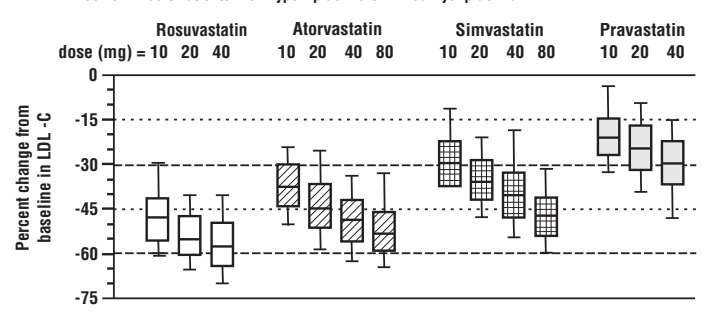 Rosuvastatin Atorvastatin Simvastatin Pravastatin
dose (mg) = 10 20 40 10 20 40 80 10 20 40 80 10 20 40
0
-15
-30
-45
-60
-75
Percent change from
baseline in LDL -C